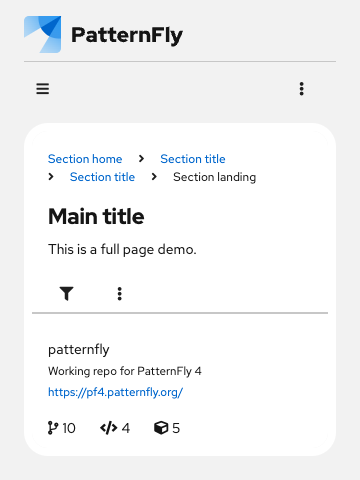 PatternFly
Section home Section title
Section title Section landing
Main title
This is a full page demo.
patternfly
Working repo for PatternFly 4
https://pf4.patternfly.org/
10 4 5